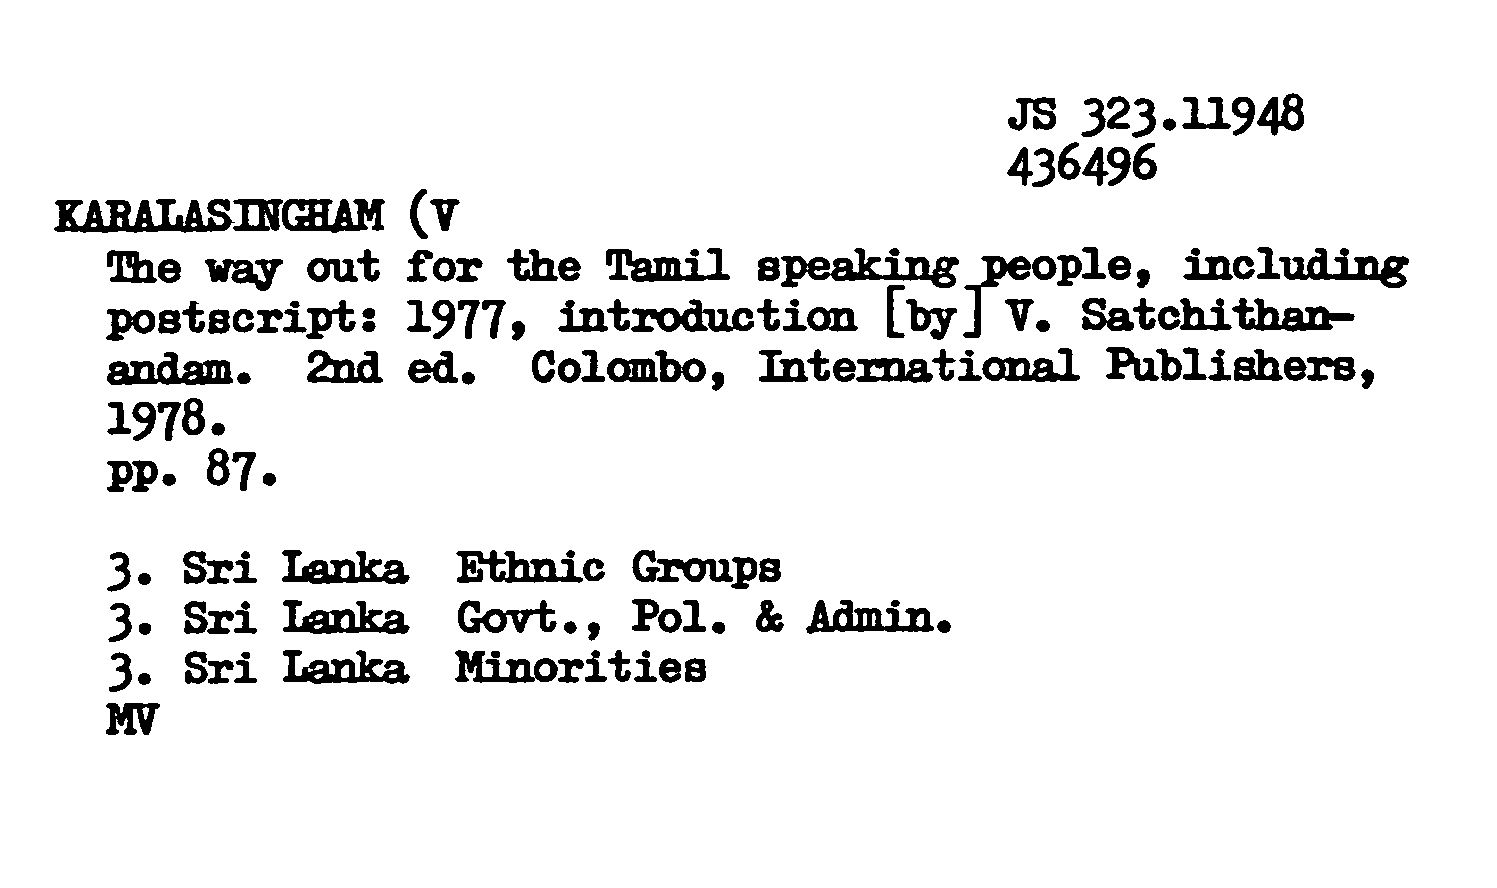 JS 323.11948
436496
KARALASINGHAM (V
The way out for the Tamil speaking people, including
postscript: 1977, introduction [by] V. Satchithan-
andam. 2nd ed. Colombo, International Publishers,
1978.
pp. 87.
3. Sri Lanka Ethnic Groups
3. Sri Lanka Govt., Pol. & Admin.
3. Sri Lanka Minorities
MV